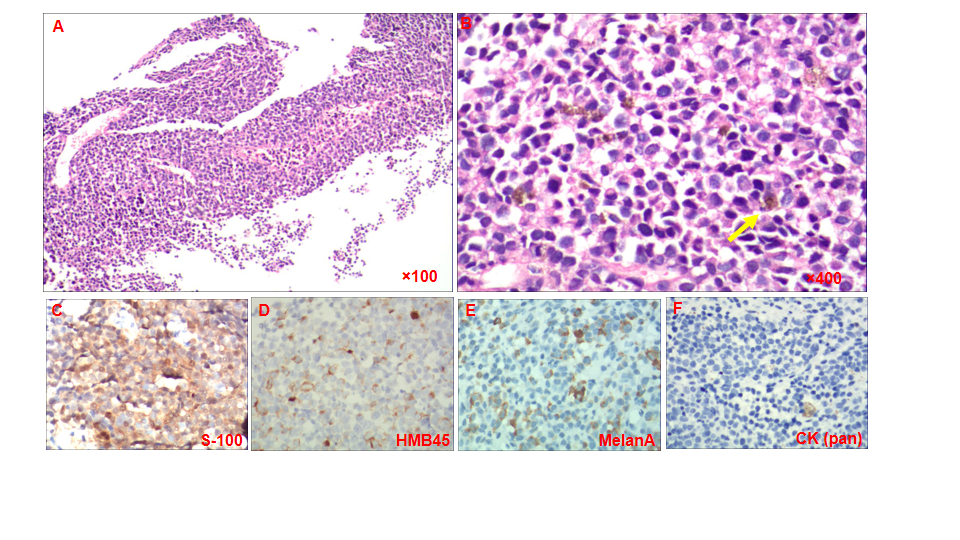 A
B
×100
×400
C
D
E
F
S-100
HMB45
MelanA
CK (pan)